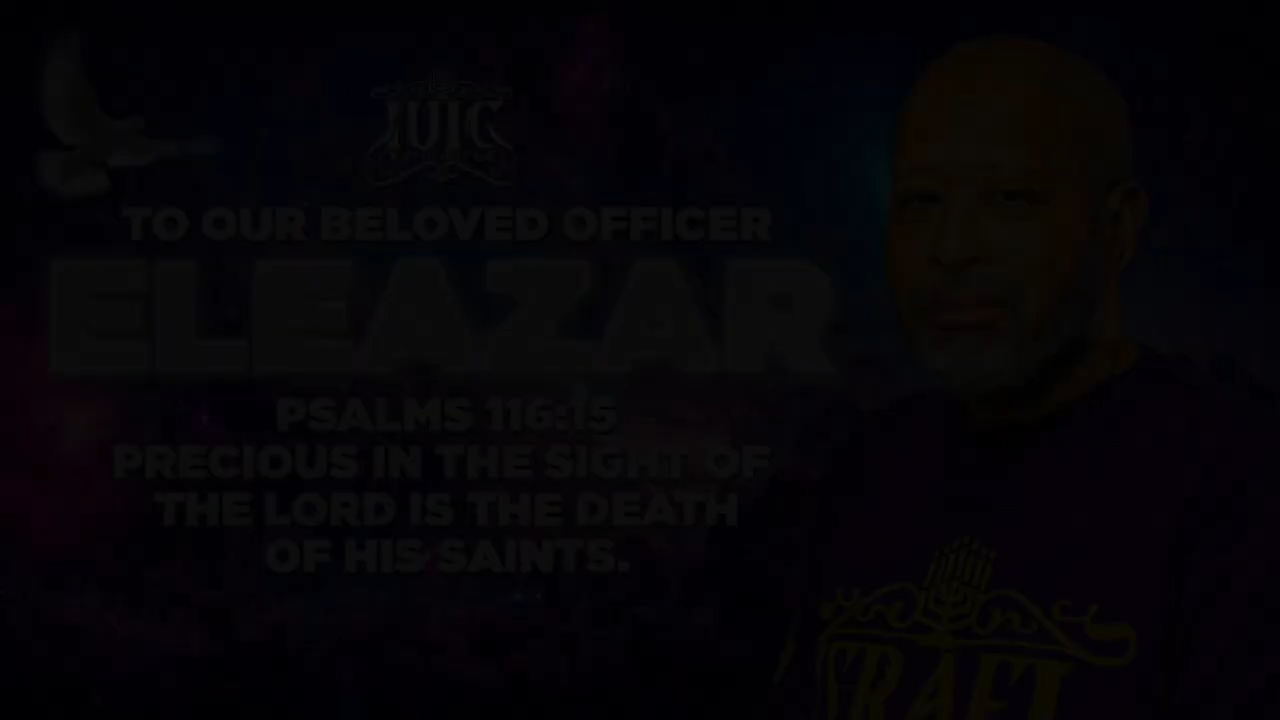 IUIC
TO OUR BELOVED OFFICER
ELEAZAR
PSALMS 116:15
PRECIOUS IN THE SIGHT OF
THE LORD IS THE DEATH
OF HIS SAINTS.